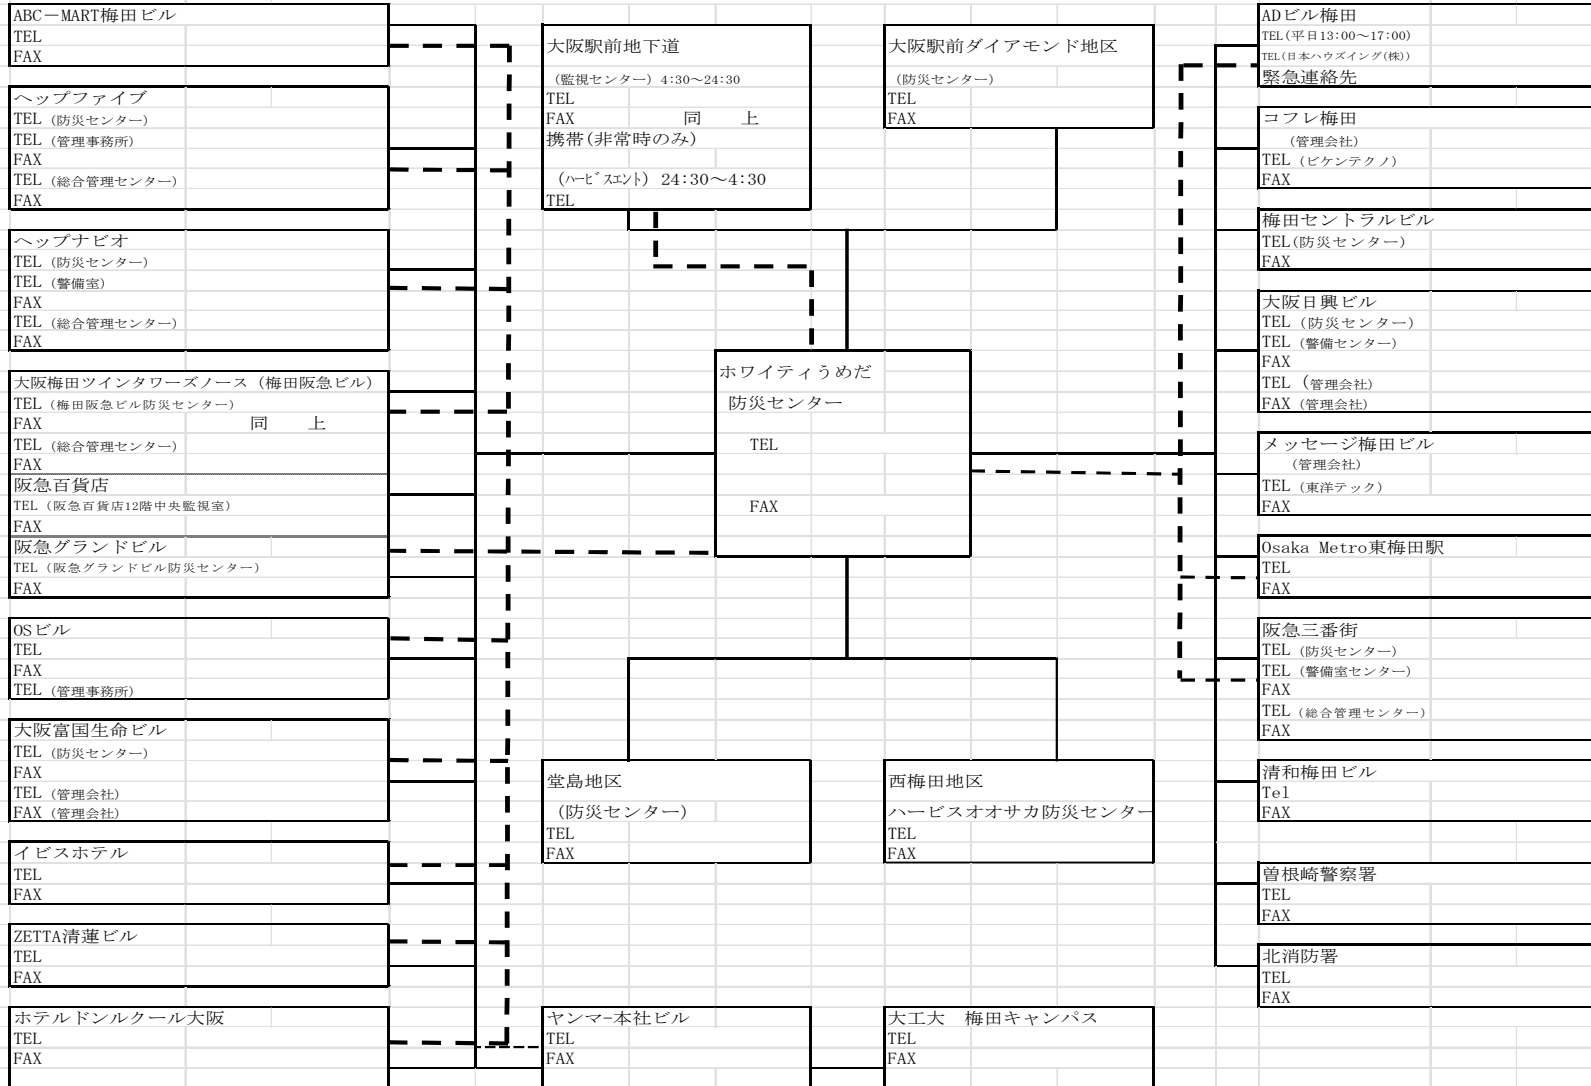 ABC－MART梅田ビル
TEL
FAX
ヘップファイブ
TEL（防災センター）
TEL（管理事務所）
FAX
TEL（総合管理センター）
FAX
ヘップナビオ
TEL（防災センター）
TEL（警備室）
FAX
TEL（総合管理センター）
FAX
大阪梅田ツインタワーズノース（梅田阪急ビル）
TEL（梅田阪急ビル防災センター）
FAX 同 上
TEL（総合管理センター）
FAX
阪急百貨店
TEL（阪急百貨店12階中央監視室）
FAX
阪急グランドビル
TEL（阪急グランドビル防災センター）
FAX
OSビル
TEL
FAX
TEL（管理事務所）
大阪富国生命ビル
TEL（防災センター）
FAX
TEL（管理会社）
FAX（管理会社）
イビスホテル
TEL
FAX
ZETTA清蓮ビル
TEL
FAX
ホテルドンルクール大阪
TEL
FAX
大阪駅前地下道
（監視センター）4:30～24:30
TEL
FAX 同 上
携帯(非常時のみ)
（ハービスエント）24:30～4:30
TEL
大阪駅前ダイアモンド地区
（防災センター）
TEL
FAX
ホワイティうめだ
防災センター
TEL
FAX
堂島地区
（防災センター）
TEL
FAX
西梅田地区
ハービスオオサカ防災センター
TEL
FAX
ヤンマー本社ビル
TEL
FAX
大工大　梅田キャンパス
TEL
FAX
ADビル梅田
TEL(平日13:00～17:00)
TEL(日本ハウズイング(株))
緊急連絡先
コフレ梅田
（管理会社）
TEL（ビケンテクノ）
FAX
梅田セントラルビル
TEL(防災センター)
FAX
大阪日興ビル
TEL（防災センター）
TEL（警備センター）
FAX
TEL（管理会社）
FAX（管理会社）
メッセージ梅田ビル
（管理会社）
TEL（東洋テック）
FAX
Osaka Metro東梅田駅
TEL
FAX
阪急三番街
TEL（防災センター）
TEL（警備室センター）
FAX
TEL（総合管理センター）
FAX
清和梅田ビル
Tel
FAX
曽根崎警察署
TEL
FAX
北消防署
TEL
FAX